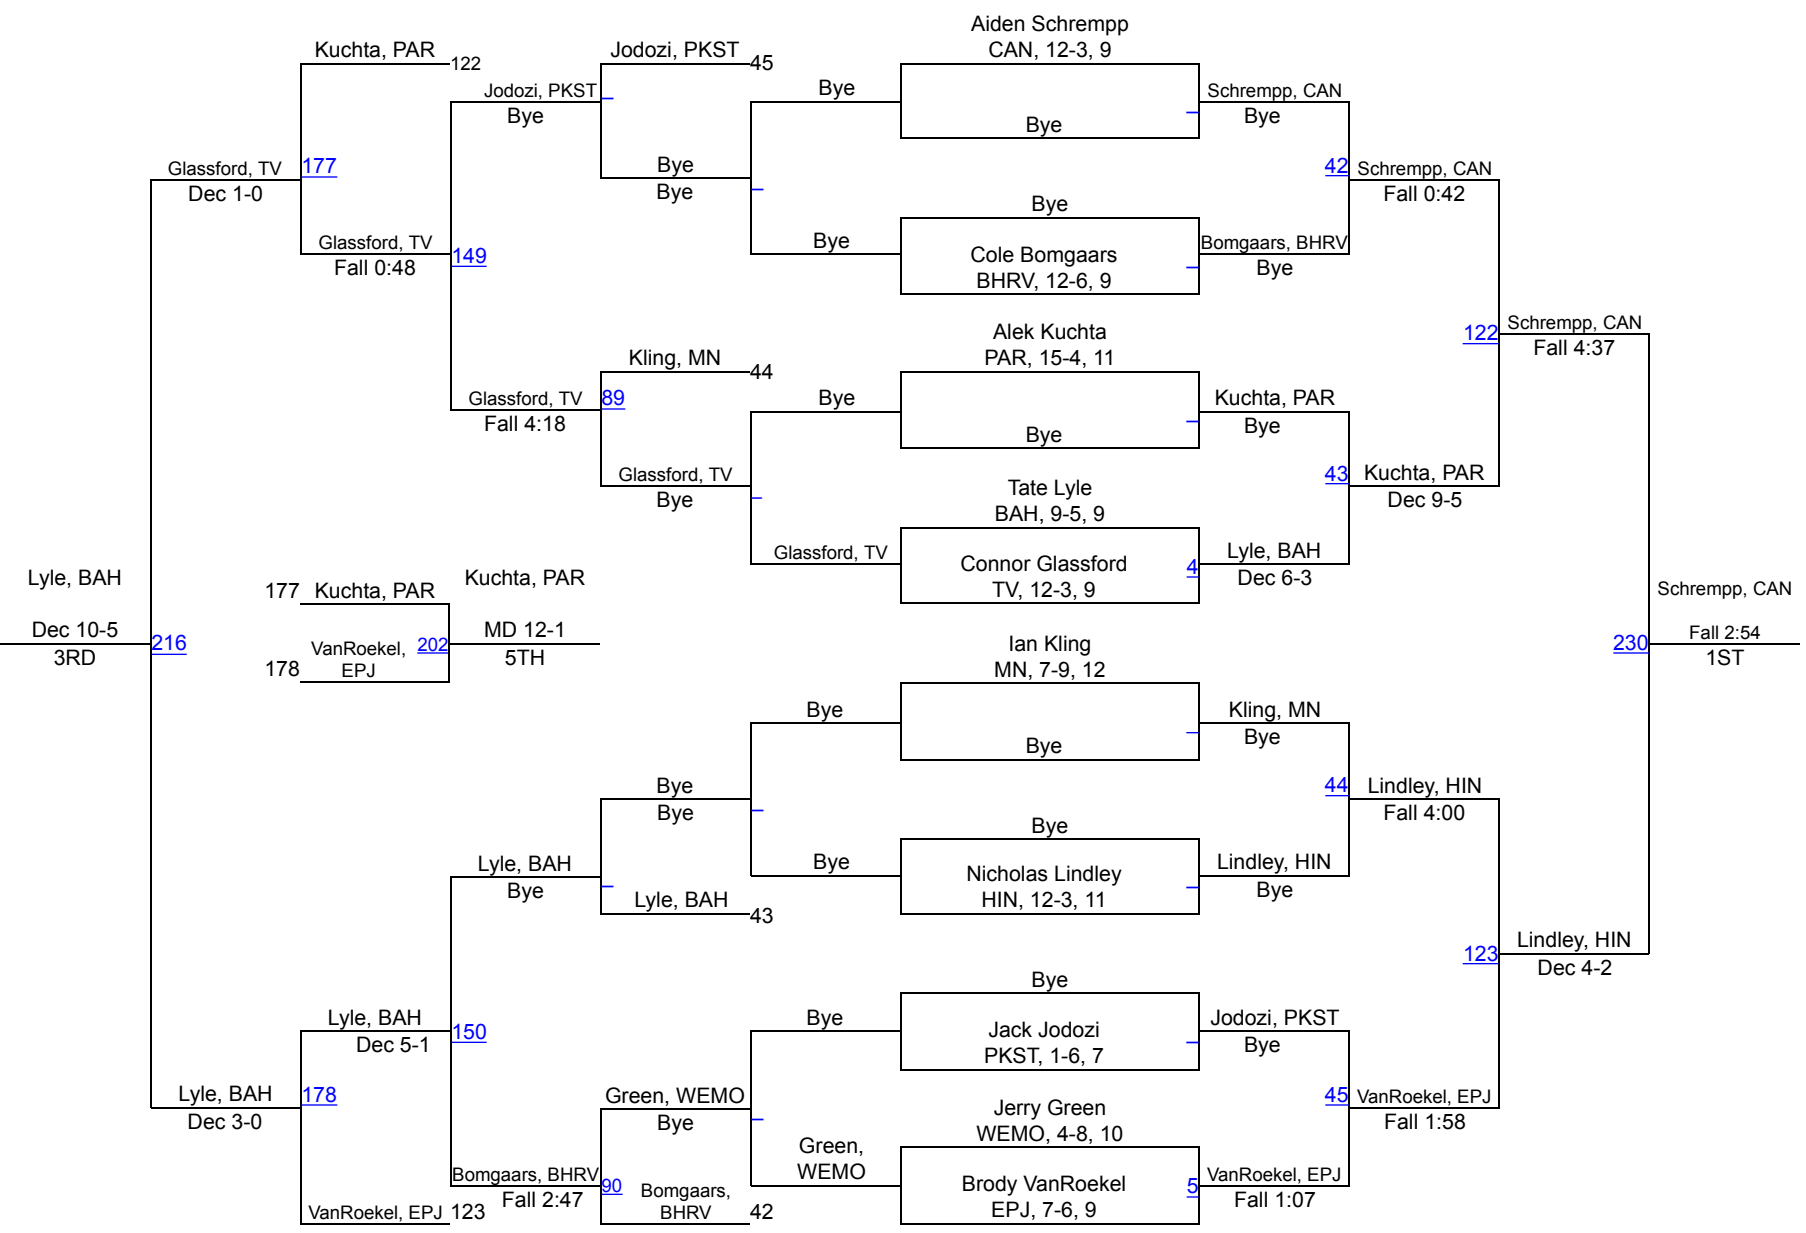 Aiden Schrempp
CAN, 12-3, 9
Kuchta, PAR
122
Jodozi, PKST
45
Jodozi, PKST
Bye
Bye
Bye
Schrempp, CAN
Bye
Glassford, TV
Dec 1-0
177
Bye
Bye
42
Schrempp, CAN
Fall 0:42
Glassford, TV
Fall 0:48
149
Bye
Bye
Cole Bomgaars
BHRV, 12-6, 9
Bomgaars, BHRV
Bye
Alek Kuchta
PAR, 15-4, 11
122
Schrempp, CAN
Fall 4:37
Kling, MN
44
Glassford, TV
Fall 4:18
89
Bye
Bye
Kuchta, PAR
Bye
Glassford, TV
Bye
43
Kuchta, PAR
Dec 9-5
Tate Lyle
BAH, 9-5, 9
Glassford, TV
Connor Glassford
TV, 12-3, 9
4
Lyle, BAH
Dec 6-3
Lyle, BAH
Dec 10-5
3RD
216
177
Kuchta, PAR
VanRoekel,
EPJ
178
202
Kuchta, PAR
MD 12-1
5TH
Schrempp, CAN
230
Fall 2:54
1ST
Ian Kling
MN, 7-9, 12
Bye
Bye
Kling, MN
Bye
Bye
Bye
44
Lindley, HIN
Fall 4:00
Bye
Lyle, BAH
Bye
Bye
Nicholas Lindley
HIN, 12-3, 11
Lindley, HIN
Bye
Lyle, BAH
43
123
Lindley, HIN
Dec 4-2
Bye
Lyle, BAH
Dec 5-1
150
Bye
Jack Jodozi
PKST, 1-6, 7
Jodozi, PKST
Bye
Lyle, BAH
Dec 3-0
178
Green, WEMO
Bye
Jerry Green
WEMO, 4-8, 10
45
VanRoekel, EPJ
Fall 1:58
Green,
WEMO
Bomgaars, BHRV
Fall 2:47
90
Brody VanRoekel
EPJ, 7-6, 9
5
VanRoekel, EPJ
Fall 1:07
VanRoekel, EPJ
123
Bomgaars,
BHRV
42